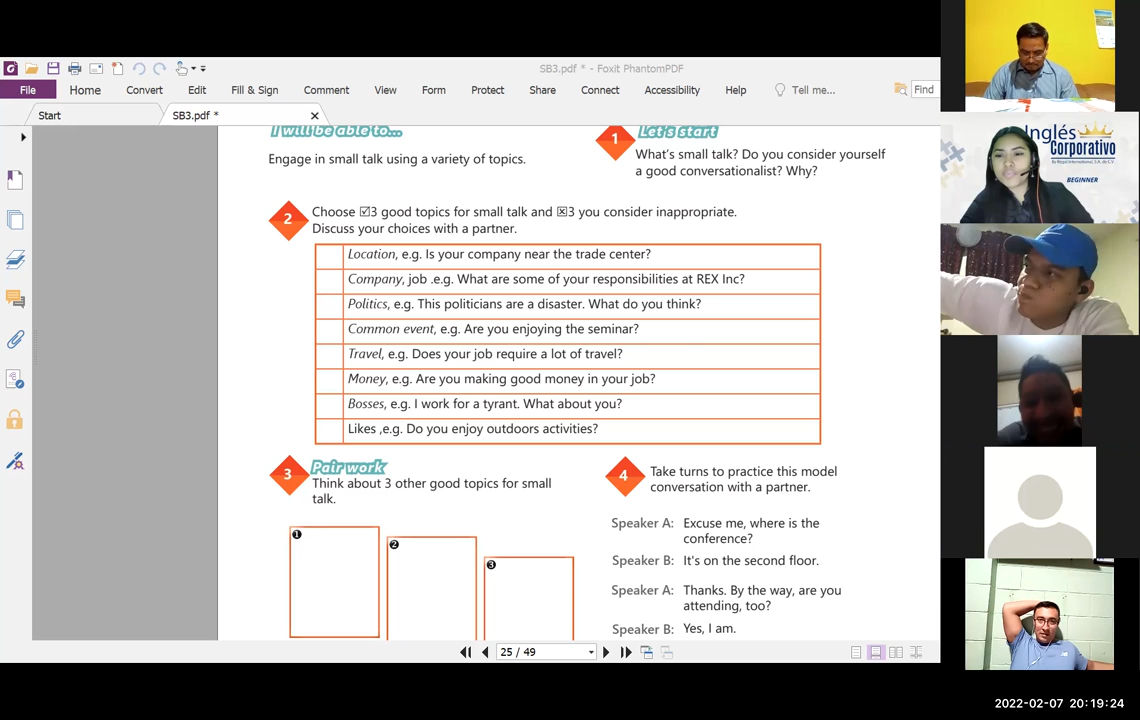 SB3.pdf * - Foxit PhantomPDF
File Home Convert Edit Fill & Sign Comment View Form Protect Share Connect Accessibility Help Tell me... Find
Start SB3.pdf *
I will be able to...
Engage in small talk using a variety of topics.
1 Let's start
What's small talk? Do you consider yourself
a good conversationalist? Why?
2 Choose ☑3 good topics for small talk and ☒3 you consider inappropriate.
Discuss your choices with a partner.
Location, e.g. Is your company near the trade center?
Company, job .e.g. What are some of your responsibilities at REX Inc?
Politics, e.g. This politicians are a disaster. What do you think?
Common event, e.g. Are you enjoying the seminar?
Travel, e.g. Does your job require a lot of travel?
Money, e.g. Are you making good money in your job?
Bosses, e.g. I work for a tyrant. What about you?
Likes ,e.g. Do you enjoy outdoors activities?
3 Pair work
Think about 3 other good topics for small
talk.
❶
❷
❸
4 Take turns to practice this model
conversation with a partner.
Speaker A: Excuse me, where is the
conference?
Speaker B: It's on the second floor.
Speaker A: Thanks. By the way, are you
attending, too?
Speaker B: Yes, I am.
25 / 49
Inglés
Corporativo
By Regal International, S.A. de C.V.
BEGINNER
2022-02-07 20:19:24